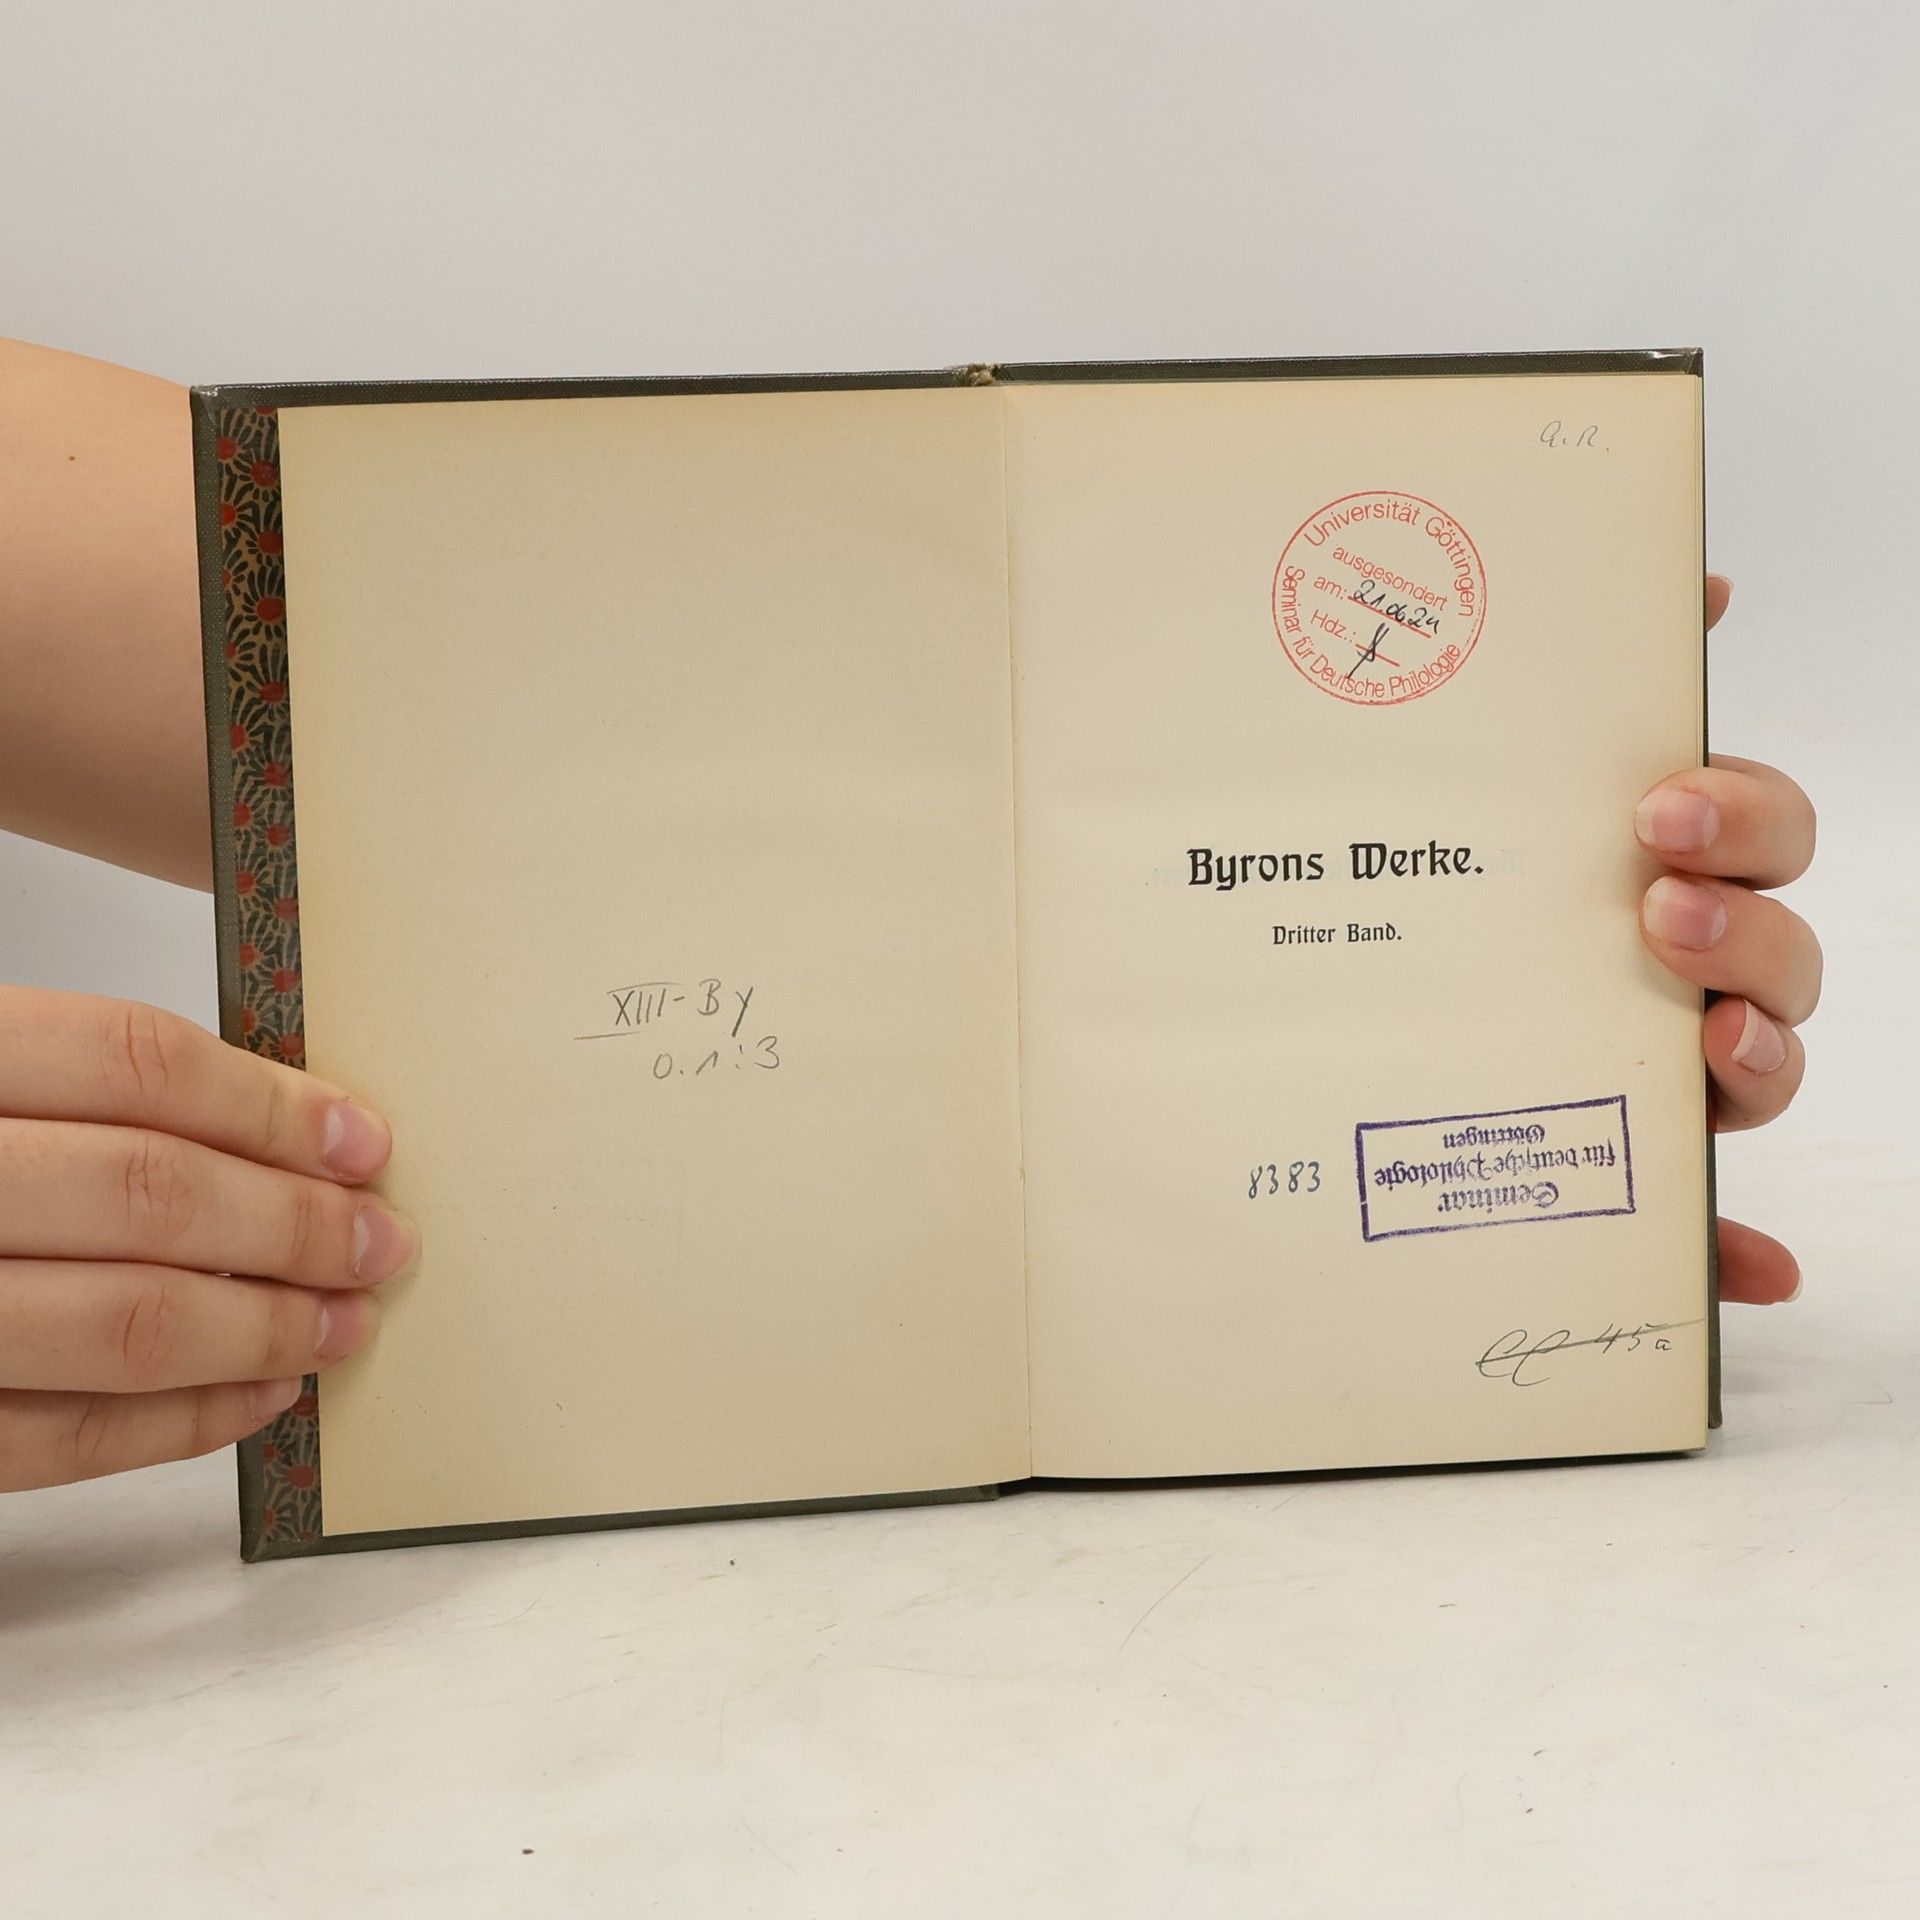 XIII-By
0.1:3
a. R.
Universität Göttingen
ausgesondert
am: 21.06.24
Hdz.:
Seminar für Deutsche Philologie
Byrons Werke.
Dritter Band.
8383
Seminar
für deutsche Philologie
Göttingen
45a